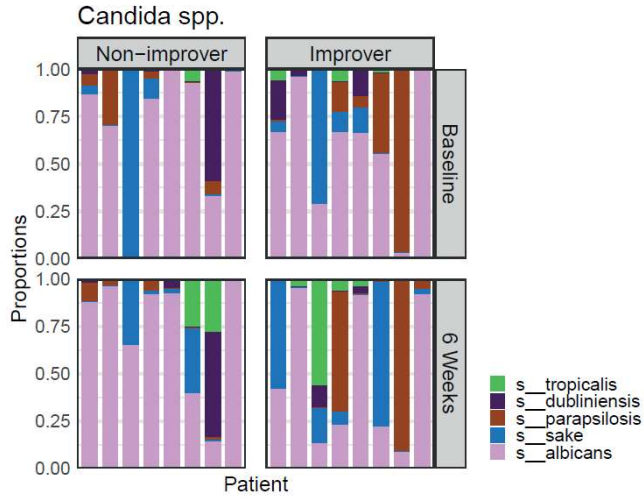 Candida spp.
Non−improver
Improver
1.00
0.75
0.50
0.25
0.00
Baseline
1.00
0.75
0.50
0.25
0.00
6 Weeks
Proportions
Patient
s__tropicalis
s__dubliniensis
s__parapsilosis
s__sake
s__albicans